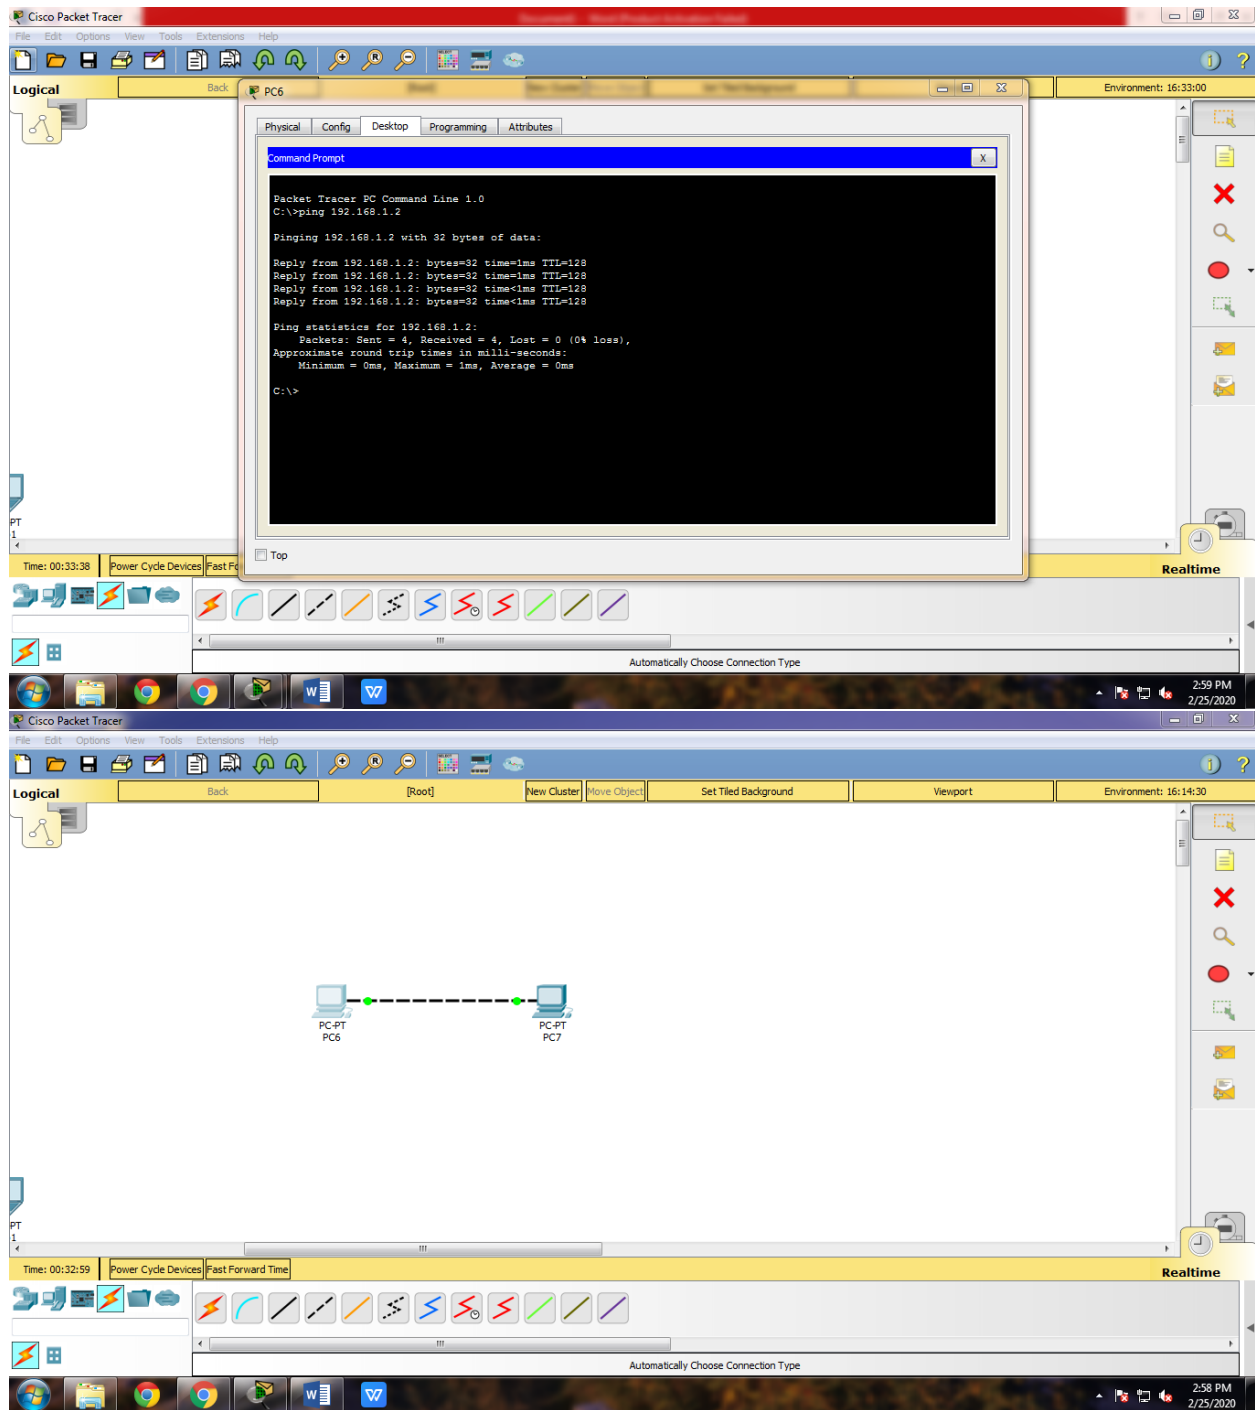 Cisco Packet Tracer
File Edit Options View Tools Extensions Help
Logical Back Environment: 16:33:00
PC6
Physical Config Desktop Programming Attributes
Command Prompt X
Packet Tracer PC Command Line 1.0
C:\>ping 192.168.1.2
Pinging 192.168.1.2 with 32 bytes of data:
Reply from 192.168.1.2: bytes=32 time=1ms TTL=128
Reply from 192.168.1.2: bytes=32 time=1ms TTL=128
Reply from 192.168.1.2: bytes=32 time<1ms TTL=128
Reply from 192.168.1.2: bytes=32 time<1ms TTL=128
Ping statistics for 192.168.1.2:
Packets: Sent = 4, Received = 4, Lost = 0 (0% loss),
Approximate round trip times in milli-seconds:
Minimum = 0ms, Maximum = 1ms, Average = 0ms
C:\>
PT
1
Top
Time: 00:33:38 Power Cycle Devices Fast Fo
Realtime
Automatically Choose Connection Type
2:59 PM
2/25/2020
Cisco Packet Tracer
File Edit Options View Tools Extensions Help
Logical Back [Root] New Cluster Move Object Set Tiled Background Viewport Environment: 16:14:30
PC-PT PC-PT
PC6 PC7
PT
1
Time: 00:32:59 Power Cycle Devices Fast Forward Time
Realtime
Automatically Choose Connection Type
2:58 PM
2/25/2020